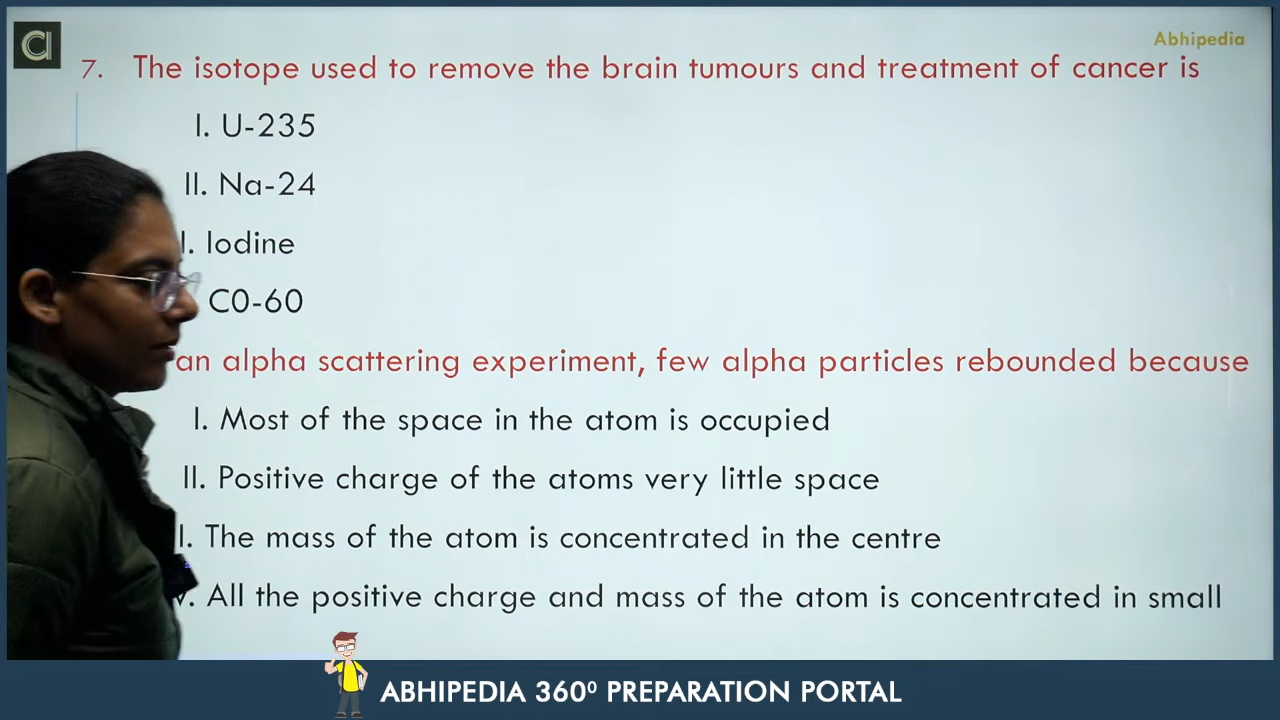 Abhipedia
7. The isotope used to remove the brain tumours and treatment of cancer is
I. U-235
II. Na-24
I. Iodine
C0-60
an alpha scattering experiment, few alpha particles rebounded because
I. Most of the space in the atom is occupied
II. Positive charge of the atoms very little space
I. The mass of the atom is concentrated in the centre
. All the positive charge and mass of the atom is concentrated in small
ABHIPEDIA 360⁰ PREPARATION PORTAL